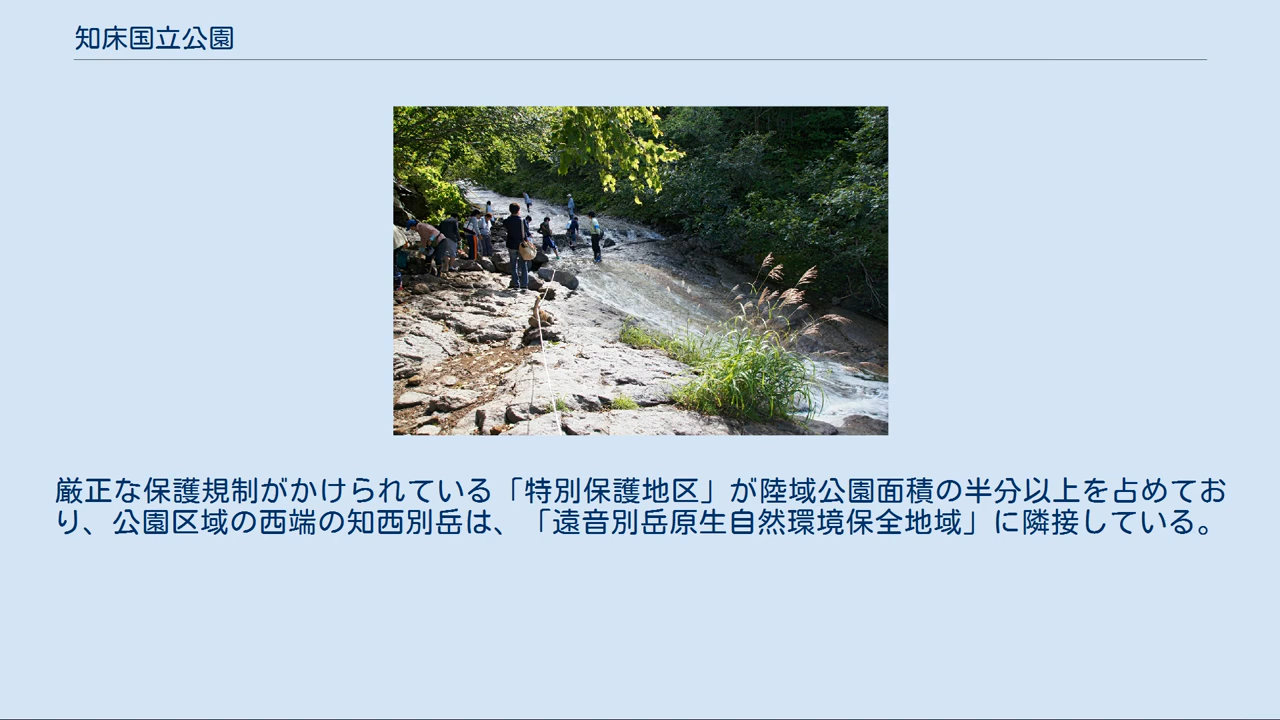 知床国立公園
厳正な保護規制がかけられている「特別保護地区」が陸域公園面積の半分以上を占めてお
り、公園区域の西端の知西別岳は、「遠音別岳原生自然環境保全地域」に隣接している。